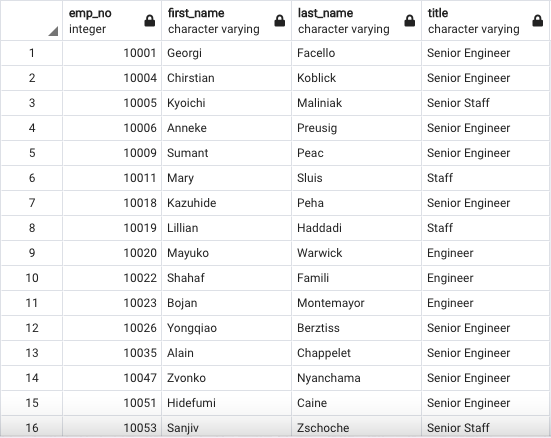 emp_no first_name last_name title
integer character varying character varying character varying
1 10001 Georgi Facello Senior Engineer
2 10004 Chirstian Koblick Senior Engineer
3 10005 Kyoichi Maliniak Senior Staff
4 10006 Anneke Preusig Senior Engineer
5 10009 Sumant Peac Senior Engineer
6 10011 Mary Sluis Staff
7 10018 Kazuhide Peha Senior Engineer
8 10019 Lillian Haddadi Staff
9 10020 Mayuko Warwick Engineer
10 10022 Shahaf Famili Engineer
11 10023 Bojan Montemayor Engineer
12 10026 Yongqiao Berztiss Senior Engineer
13 10035 Alain Chappelet Senior Engineer
14 10047 Zvonko Nyanchama Senior Engineer
15 10051 Hidefumi Caine Senior Engineer
16 10053 Sanjiv Zschoche Senior Staff